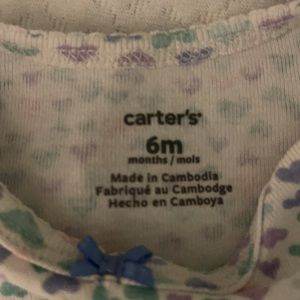 carter's
6m
months / mois
Made in Cambodia
Fabriqué au Cambodge
Hecho en Camboya